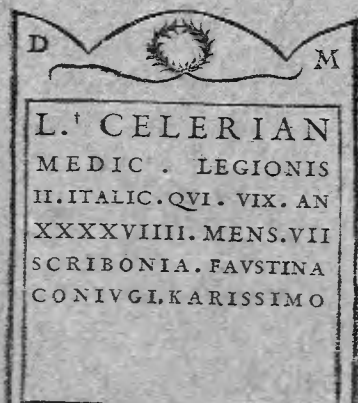 D M
L.t CELERIAN
MEDIC . LEGIONIS
II. ITALIC. QVI . VIX. AN
XXXXVIIII. MENS. VII
SCRIBONIA . FAVSTINA
CONIVGI. KARISSIMO